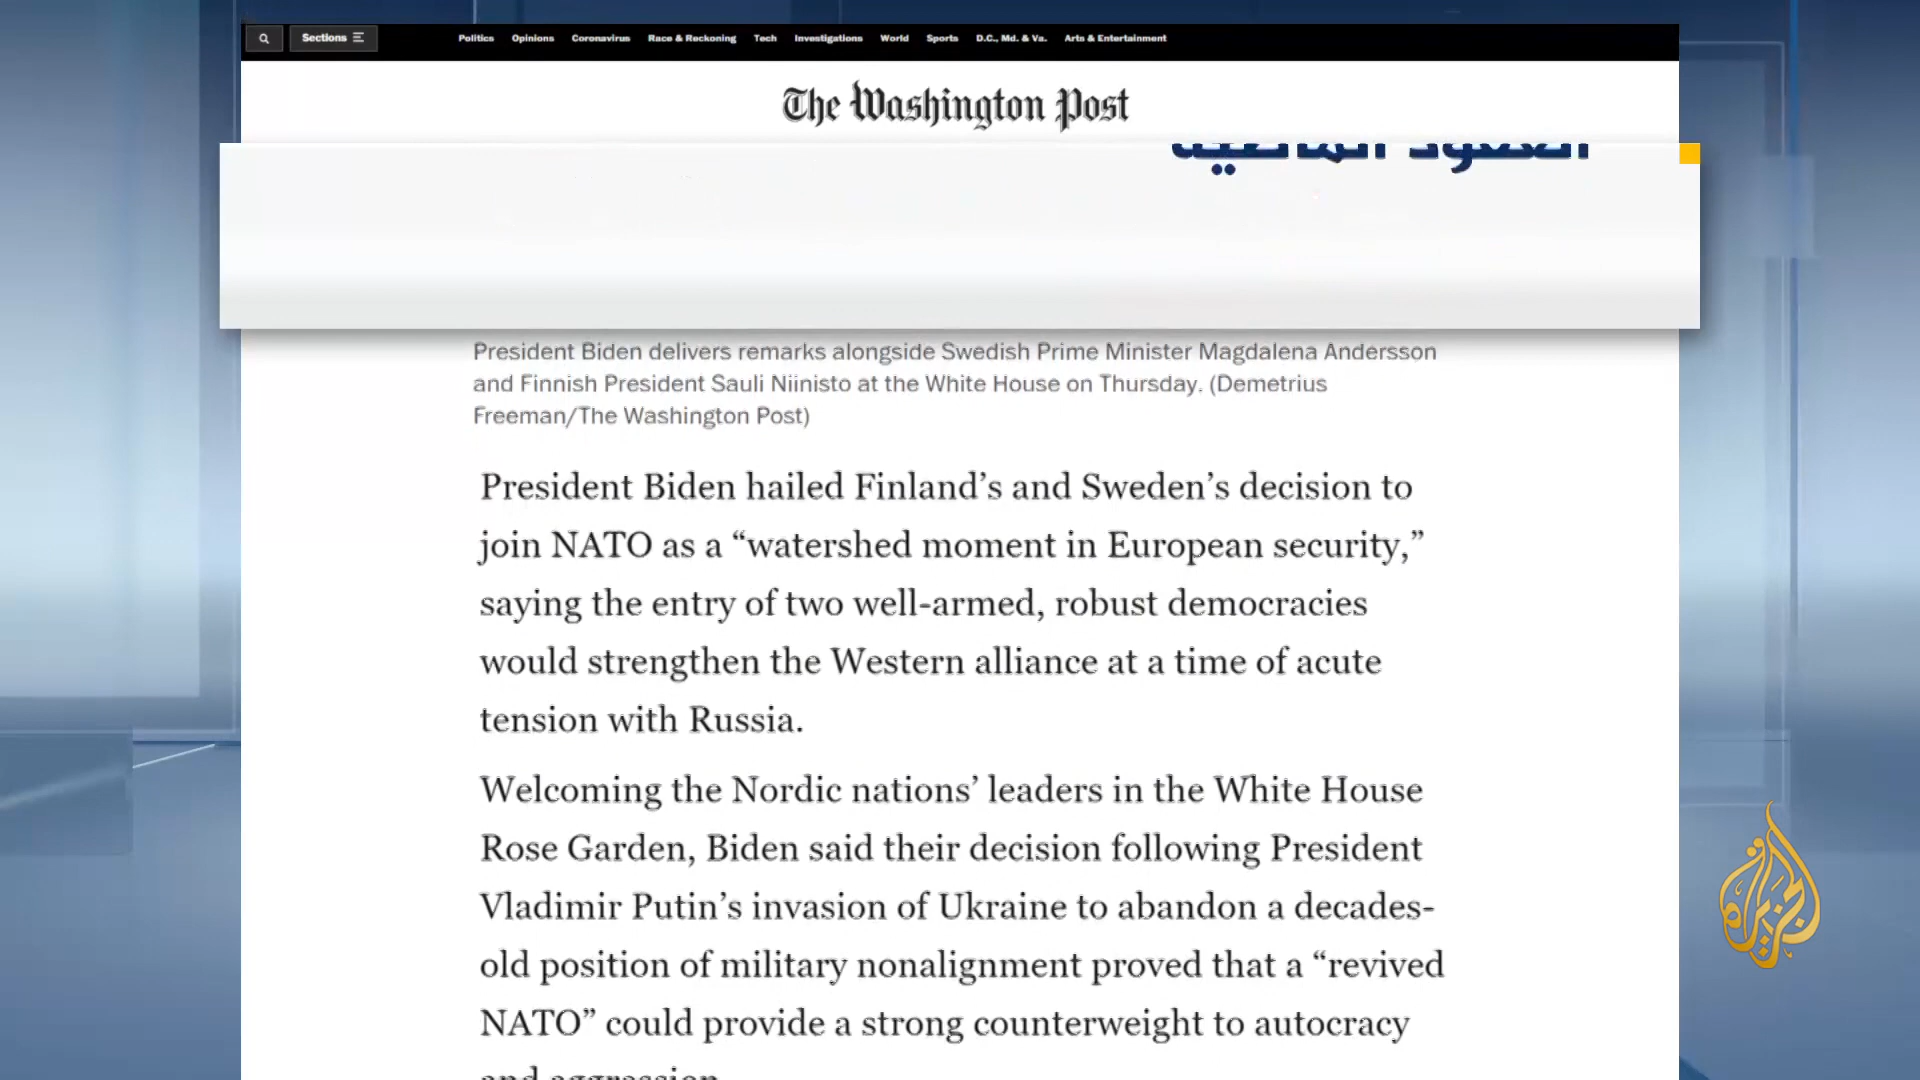 Sections
Politics Opinions Coronavirus Race & Reckoning Tech Investigations World Sports D.C., Md. & Va. Arts & Entertainment
The Washington Post
President Biden delivers remarks alongside Swedish Prime Minister Magdalena Andersson
and Finnish President Sauli Niinisto at the White House on Thursday. (Demetrius
Freeman/The Washington Post)
President Biden hailed Finland’s and Sweden’s decision to
join NATO as a “watershed moment in European security,”
saying the entry of two well-armed, robust democracies
would strengthen the Western alliance at a time of acute
tension with Russia.
Welcoming the Nordic nations’ leaders in the White House
Rose Garden, Biden said their decision following President
Vladimir Putin’s invasion of Ukraine to abandon a decades-
old position of military nonalignment proved that a “revived
NATO” could provide a strong counterweight to autocracy
and aggression.
الجزيرة